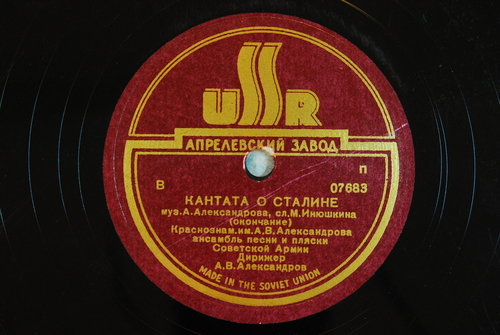 USSR
АПРЕЛЕВСКИЙ ЗАВОД
В П
07683
КАНТАТА О СТАЛИНЕ
муз.А.Александрова, сл.М.Инюшкина
(окончание)
Краснознам.им.А.В.Александрова
ансамбль песни и пляски
Советской Армии
Дирижер
А.В.Александров
MADE IN THE SOVIET UNION